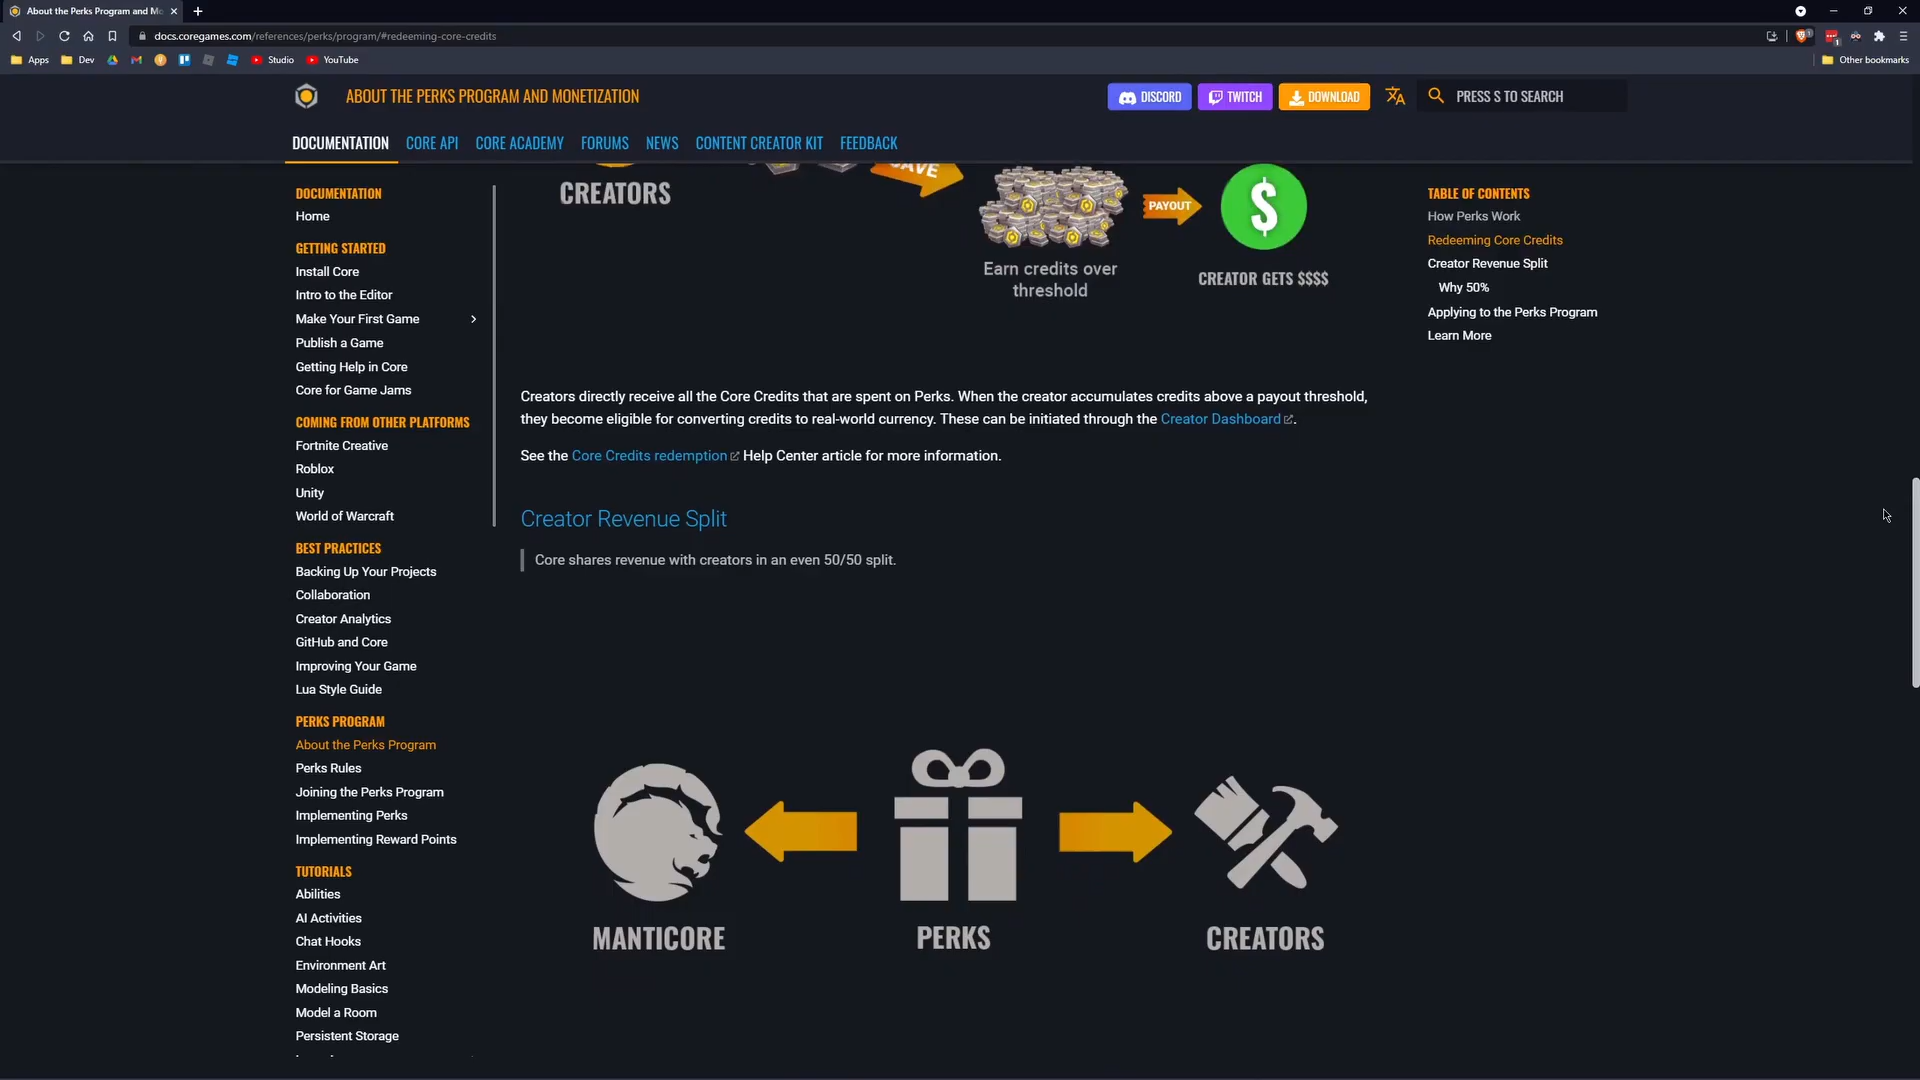 About the Perks Program and Mo
docs.coregames.com/references/perks/program/#redeeming-core-credits
Apps
Dev
Studio
YouTube
Other bookmarks
ABOUT THE PERKS PROGRAM AND MONETIZATION
DISCORD
TWITCH
DOWNLOAD
PRESS S TO SEARCH
DOCUMENTATION
CORE API
CORE ACADEMY
FORUMS
NEWS
CONTENT CREATOR KIT
FEEDBACK
DOCUMENTATION
Home
GETTING STARTED
Install Core
Intro to the Editor
Make Your First Game
Publish a Game
Getting Help in Core
Core for Game Jams
COMING FROM OTHER PLATFORMS
Fortnite Creative
Roblox
Unity
World of Warcraft
BEST PRACTICES
Backing Up Your Projects
Collaboration
Creator Analytics
GitHub and Core
Improving Your Game
Lua Style Guide
PERKS PROGRAM
About the Perks Program
Perks Rules
Joining the Perks Program
Implementing Perks
Implementing Reward Points
TUTORIALS
Abilities
AI Activities
Chat Hooks
Environment Art
Modeling Basics
Model a Room
Persistent Storage
CREATORS
SAVE
Earn credits over
threshold
PAYOUT
$
CREATOR GETS $$$$
Creators directly receive all the Core Credits that are spent on Perks. When the creator accumulates credits above a payout threshold,
they become eligible for converting credits to real-world currency. These can be initiated through the Creator Dashboard.
See the Core Credits redemption Help Center article for more information.
Creator Revenue Split
Core shares revenue with creators in an even 50/50 split.
MANTICORE
PERKS
CREATORS
TABLE OF CONTENTS
How Perks Work
Redeeming Core Credits
Creator Revenue Split
Why 50%
Applying to the Perks Program
Learn More